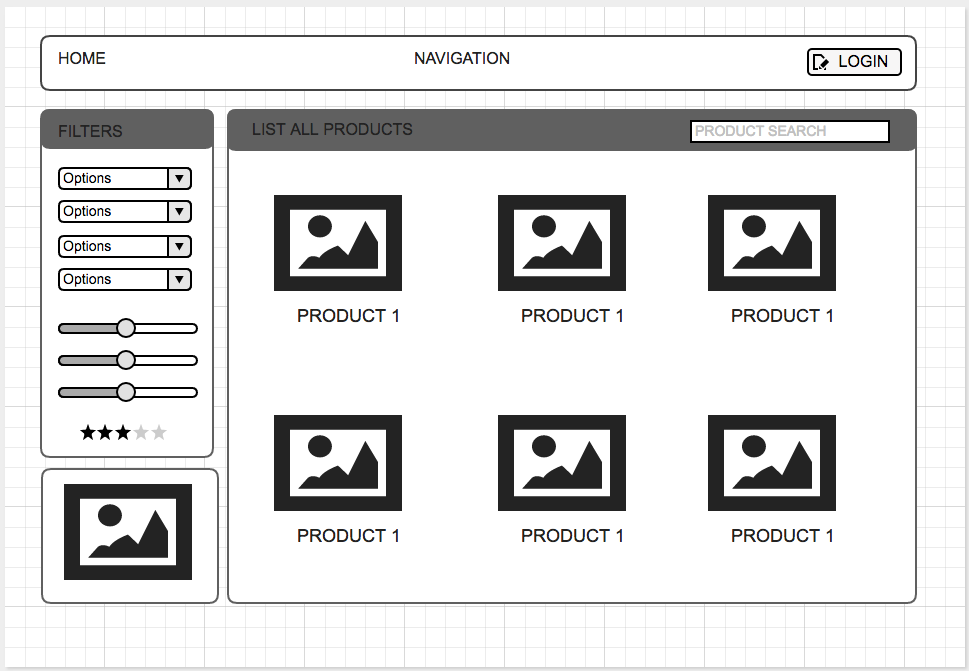 HOME
NAVIGATION
LOGIN
FILTERS
Options
Options
Options
Options
LIST ALL PRODUCTS
PRODUCT SEARCH
PRODUCT 1
PRODUCT 1
PRODUCT 1
PRODUCT 1
PRODUCT 1
PRODUCT 1